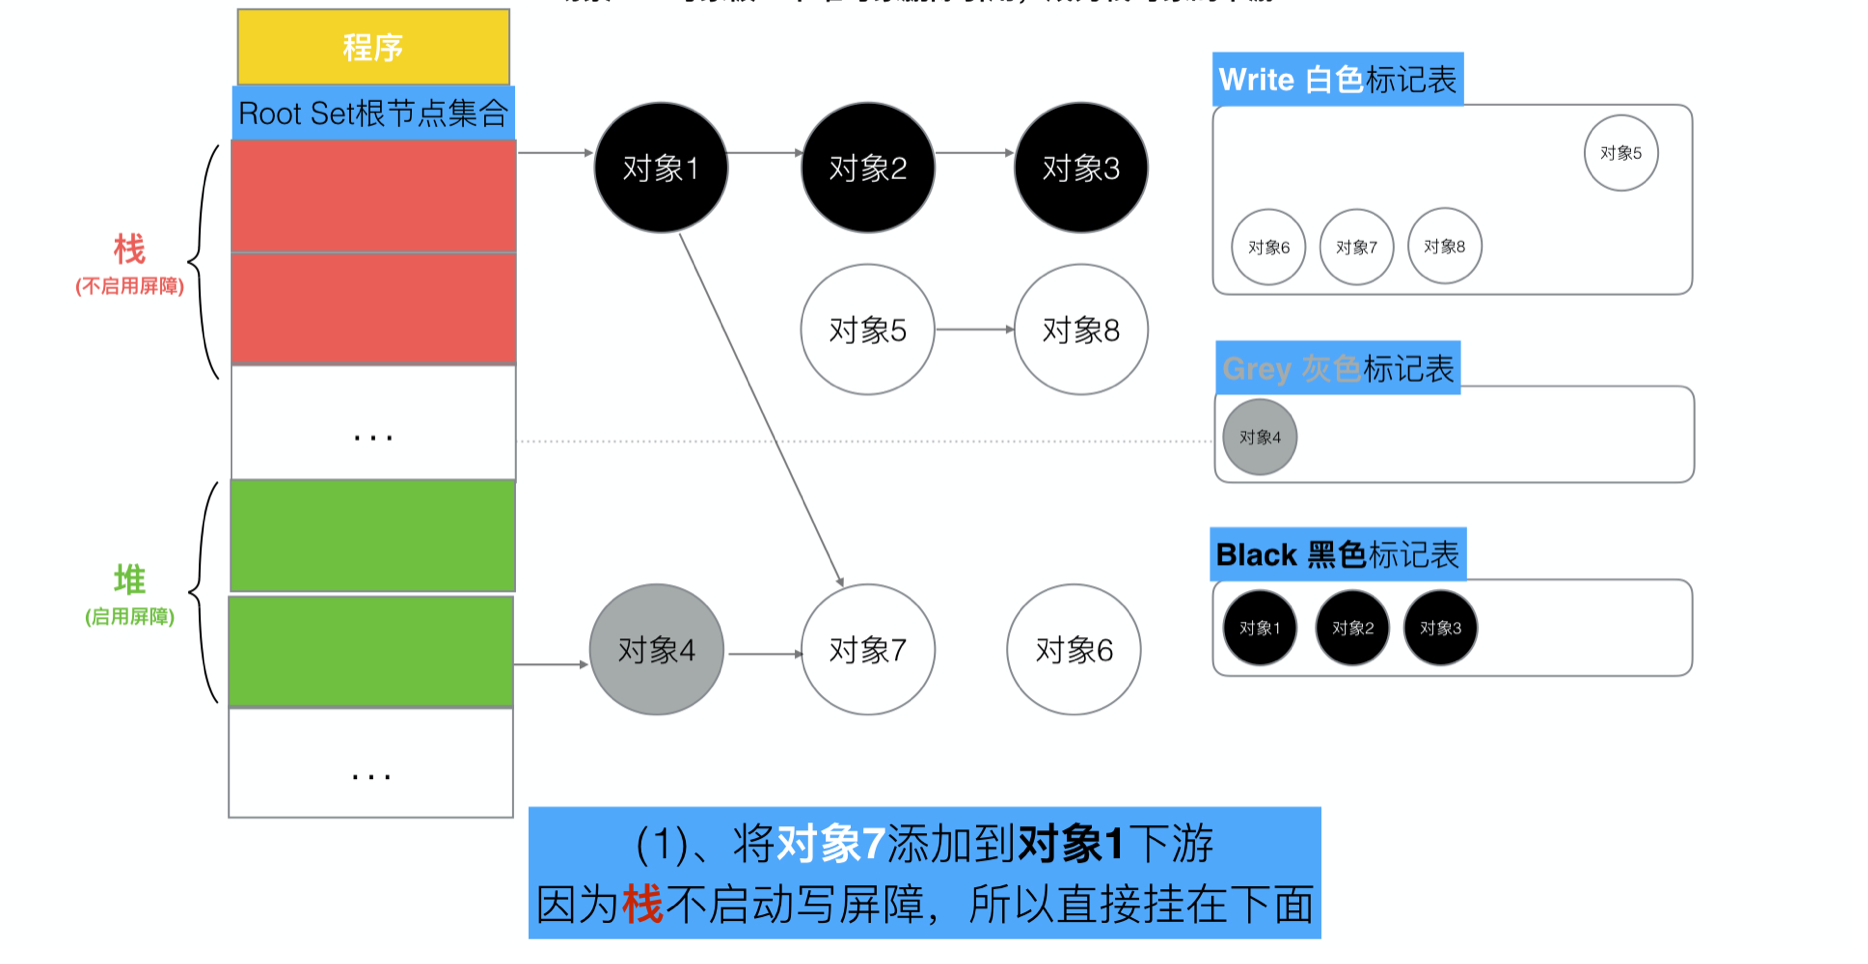 程序
Root Set根节点集合
栈
(不启用屏障)
...
堆
(启用屏障)
...
对象1
对象2
对象3
对象5
对象8
对象4
对象7
对象6
Write 白色标记表
对象5
对象6
对象7
对象8
Grey 灰色标记表
对象4
Black 黑色标记表
对象1
对象2
对象3
(1)、将对象7添加到对象1下游
因为栈不启动写屏障，所以直接挂在下面